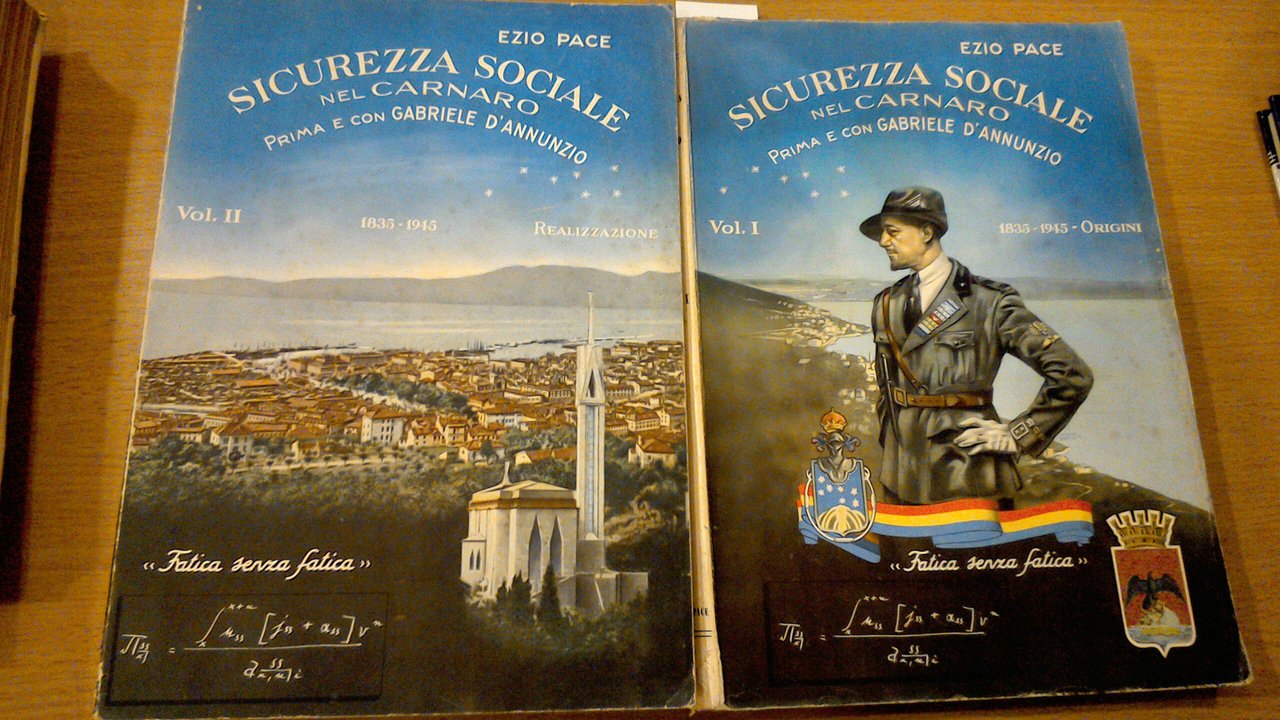 EZIO PACE
SICUREZZA SOCIALE
NEL CARNARO
PRIMA E CON GABRIELE D'ANNUNZIO
Vol. II
1835-1945
REALIZZAZIONE
« Fatica senza fatica »
EZIO PACE
SICUREZZA SOCIALE
NEL CARNARO
PRIMA E CON GABRIELE D'ANNUNZIO
Vol. I
1835-1945 - ORIGINI
« Fatica senza fatica »
PACE